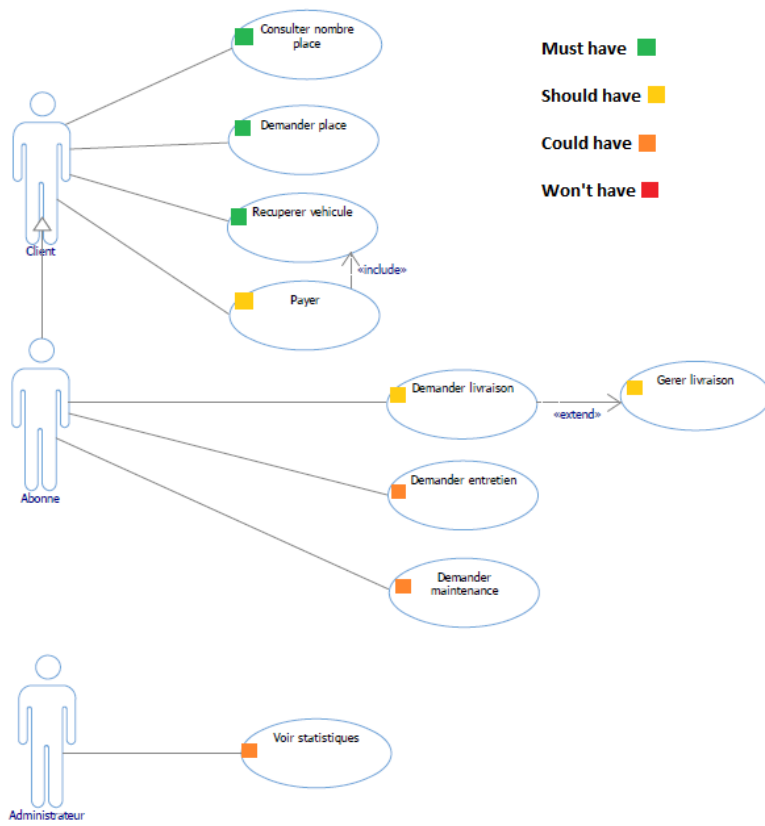 Consulter nombre
place
Must have
Should have
Demander place
Could have
Won't have
Recuperer vehicule
Client
«include»
Payer
Demander livraison
Gerer livraison
«extend»
Demander entretien
Abonne
Demander
maintenance
Voir statistiques
Administrateur